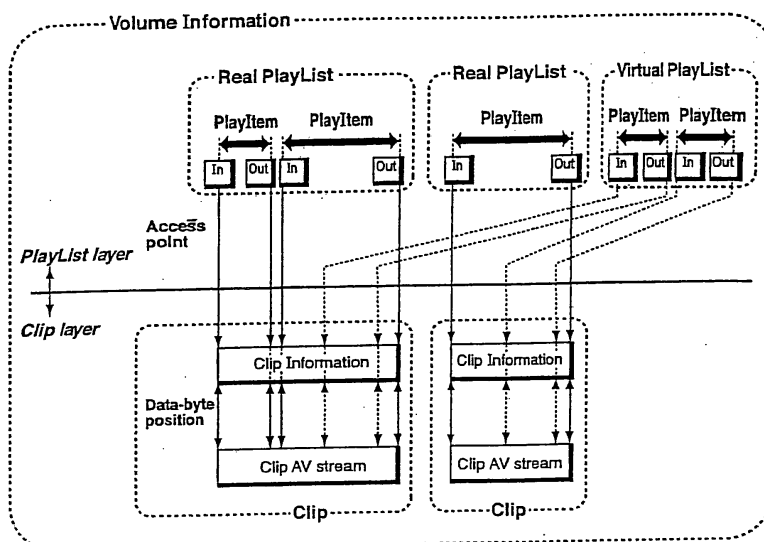 Volume Information
Real PlayList
Real PlayList
Virtual PlayList
PlayItem
PlayItem
PlayItem
PlayItem
PlayItem
In
Out
In
Out
In
Out
In
Out
In
Out
Access
point
PlayList layer
Clip layer
Clip Information
Clip Information
Data-byte
position
Clip AV stream
Clip AV stream
Clip
Clip